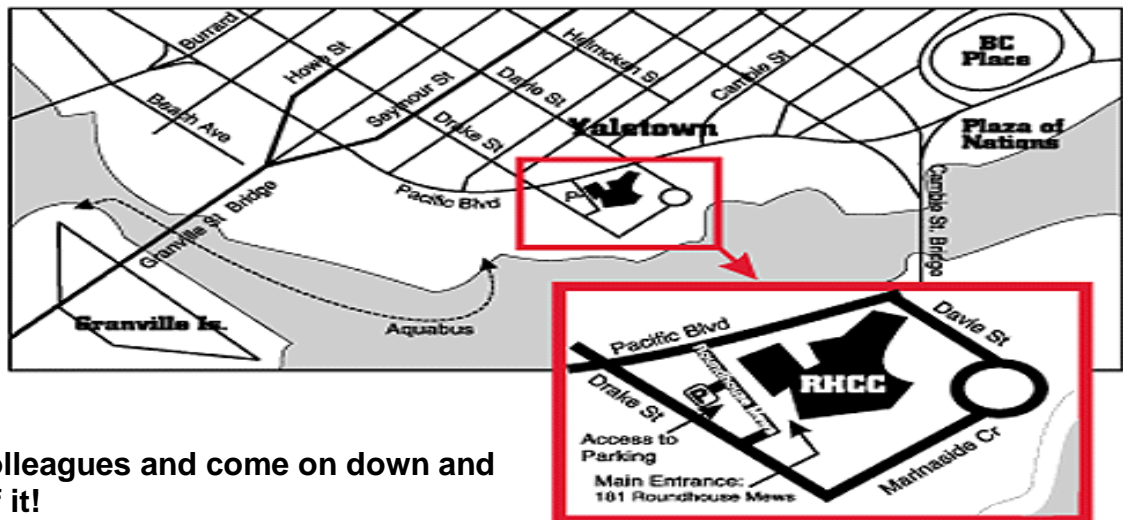 Burrard
Howe St
Helmcken St
BC
Place
Beach Ave
Seymour St
Davie St
Cambie St
Drake St
Yaletown
Plaza of
Nations
Pacific Blvd
P
Granville St. Bridge
Cambie St. Bridge
Granville Is.
Aquabus
Pacific Blvd
Davie St
Roundhouse Mews
RHCC
Drake St
P
Access to
Parking
Marinaside Cr
Main Entrance:
181 Roundhouse Mews
olleagues and come on down and
f it!